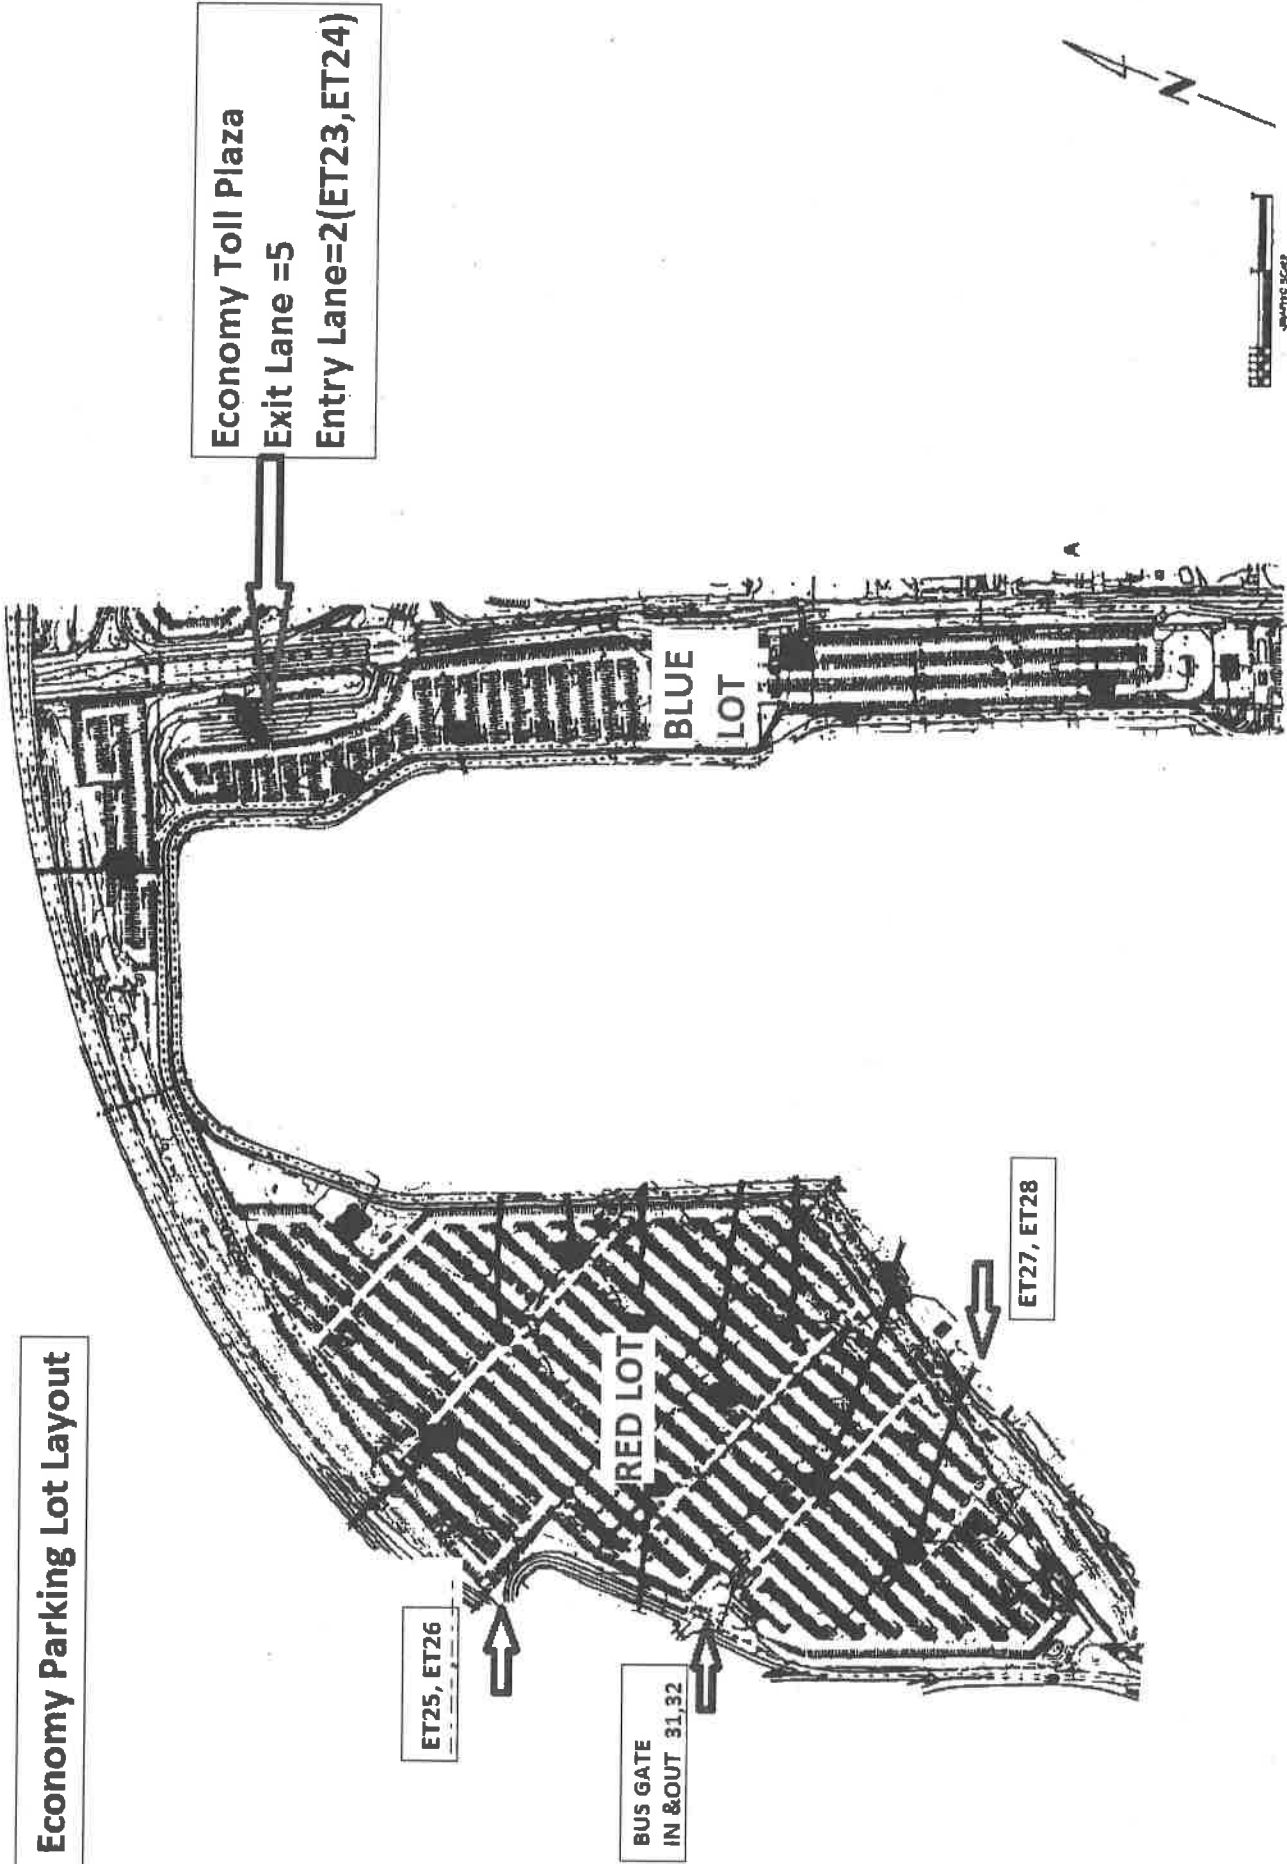 Economy Parking Lot Layout
Economy Toll Plaza
Exit Lane =5
Entry Lane=2(ET23,ET24)
ET25, ET26
BUS GATE
IN &OUT 31,32
RED LOT
BLUE
LOT
ET27, ET28
A
N